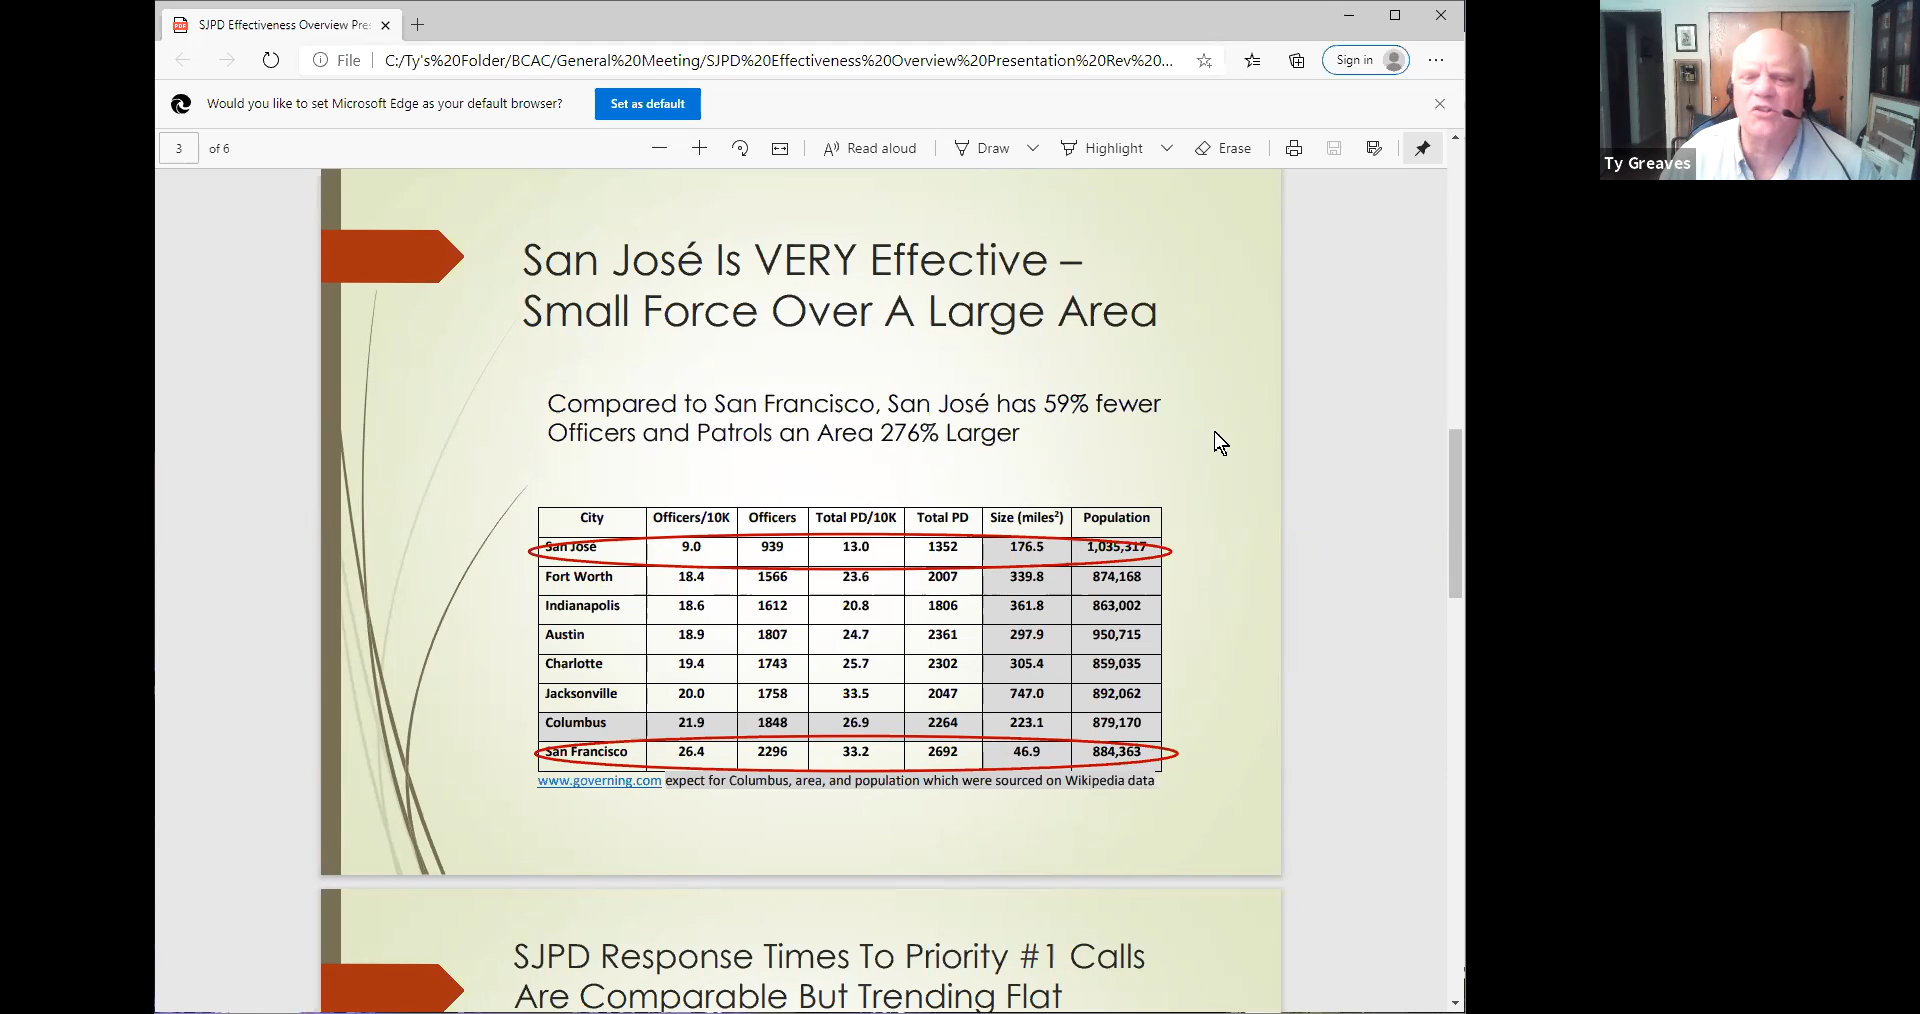 SJPD Effectiveness Overview Pre
File C:/Ty's%20Folder/BCAC/General%20Meeting/SJPD%20Effectiveness%20Overview%20Presentation%20Rev%20...
Sign in
Would you like to set Microsoft Edge as your default browser? Set as default
3 of 6 Read aloud Draw Highlight Erase
Ty Greaves
San José Is VERY Effective –
Small Force Over A Large Area
Compared to San Francisco, San José has 59% fewer
Officers and Patrols an Area 276% Larger
City Officers/10K Officers Total PD/10K Total PD Size (miles²) Population
San Jose 9.0 939 13.0 1352 176.5 1,035,317
Fort Worth 18.4 1566 23.6 2007 339.8 874,168
Indianapolis 18.6 1612 20.8 1806 361.8 863,002
Austin 18.9 1807 24.7 2361 297.9 950,715
Charlotte 19.4 1743 25.7 2302 305.4 859,035
Jacksonville 20.0 1758 33.5 2047 747.0 892,062
Columbus 21.9 1848 26.9 2264 223.1 879,170
San Francisco 26.4 2296 33.2 2692 46.9 884,363
www.governing.com expect for Columbus, area, and population which were sourced on Wikipedia data
SJPD Response Times To Priority #1 Calls
Are Comparable But Trending Flat